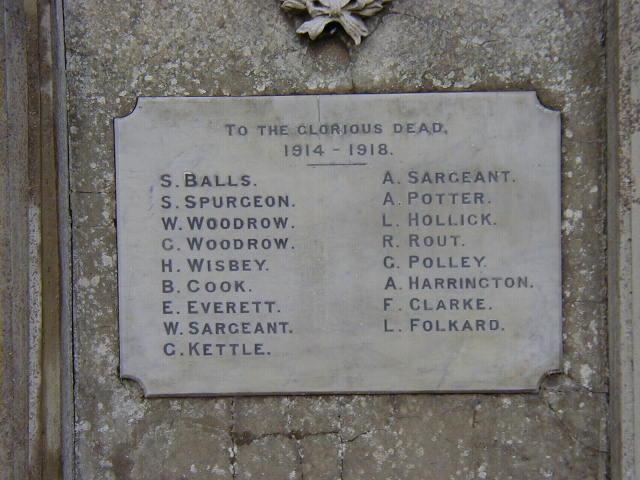 TO THE GLORIOUS DEAD.
1914 - 1918.
S. BALLS.
S. SPURGEON.
W. WOODROW.
C. WOODROW.
H. WISBEY.
B. COOK.
E. EVERETT.
W. SARGEANT.
C. KETTLE.
A. SARGEANT.
A. POTTER.
L. HOLLICK.
R. ROUT.
C. POLLEY.
A. HARRINGTON.
F. CLARKE.
L. FOLKARD.